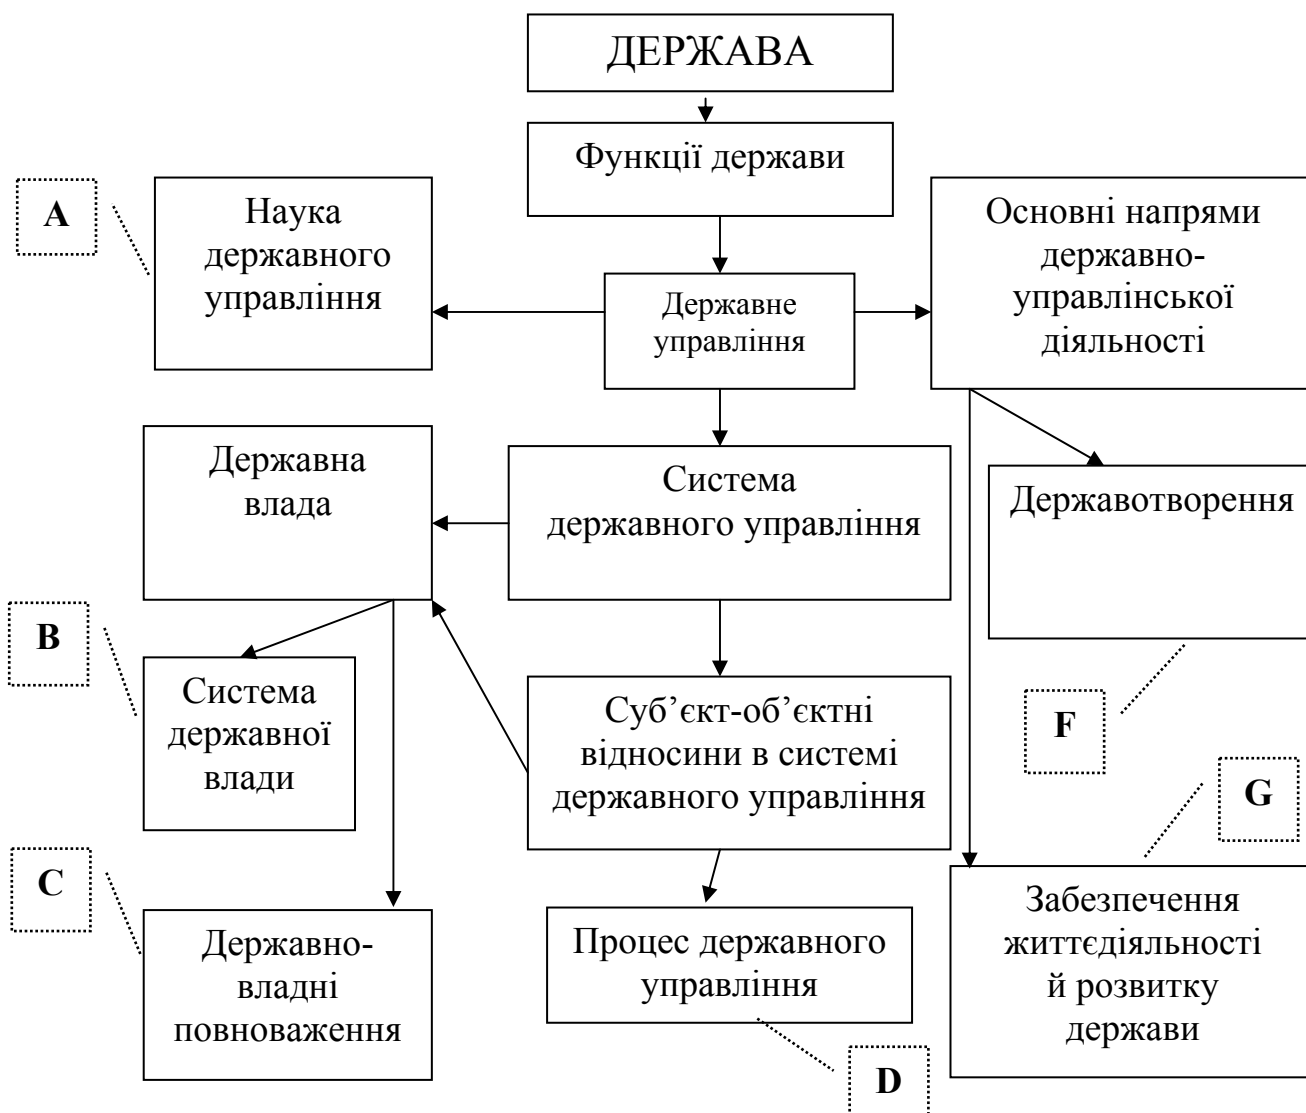 ДЕРЖАВА
Функції держави
A
Наука
державного
управління
Державне
управління
Основні напрями
державно-
управлінської
діяльності
Державна
влада
Система
державного управління
Державотворення
B
Система
державної
влади
Суб’єкт-об’єктні
відносини в системі
державного управління
F
G
C
Державно-
владні
повноваження
Процес державного
управління
Забезпечення
життєдіяльності
й розвитку
держави
D